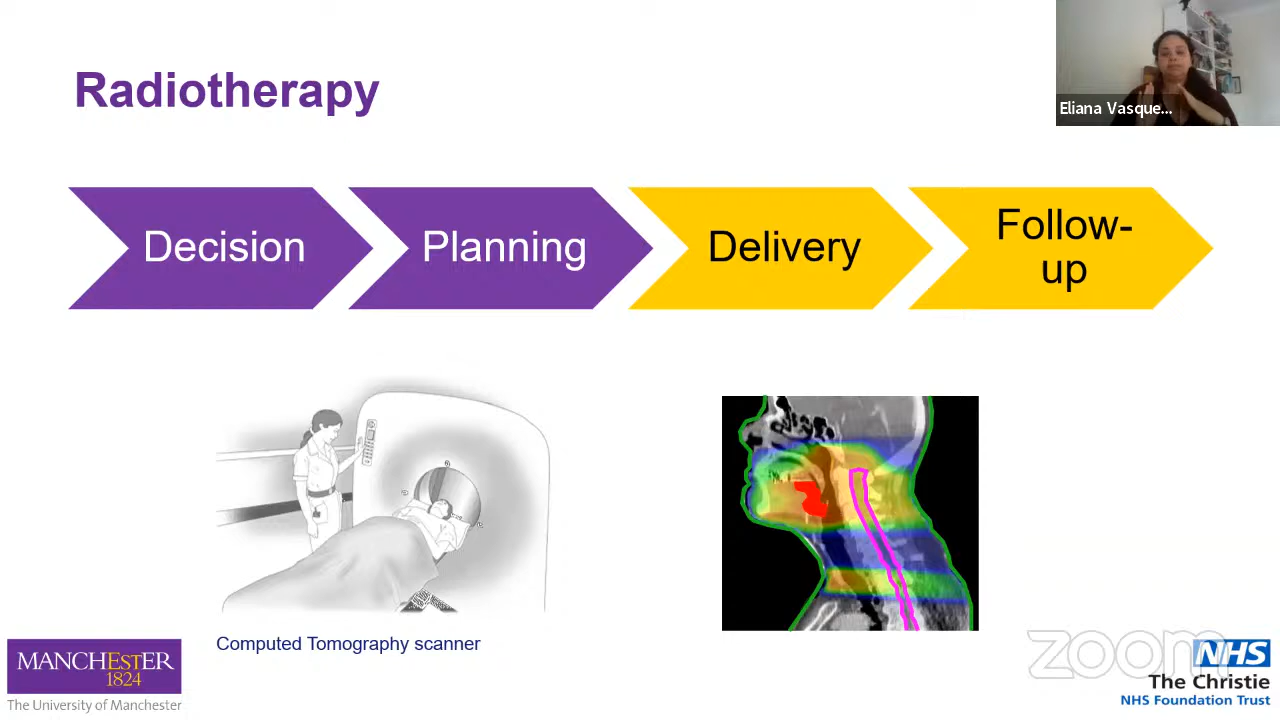 Radiotherapy
Eliana Vasque...
Decision
Planning
Delivery
Follow-
up
Computed Tomography scanner
MANCHESTER
1824
The University of Manchester
zoom
NHS
The Christie
NHS Foundation Trust